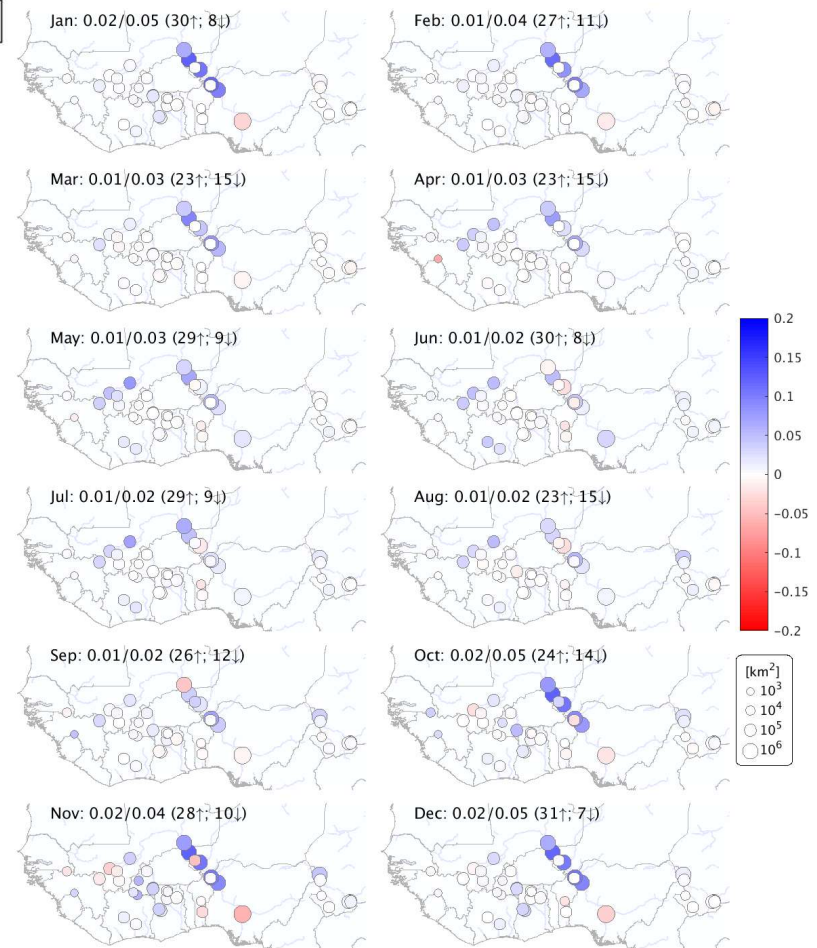 Jan: 0.02/0.05 (30↑; 8↓)
Feb: 0.01/0.04 (27↑; 11↓)
Mar: 0.01/0.03 (23↑; 15↓)
Apr: 0.01/0.03 (23↑; 15↓)
May: 0.01/0.03 (29↑; 9↓)
Jun: 0.01/0.02 (30↑; 8↓)
0.2
0.15
0.1
0.05
0
−0.05
−0.1
−0.15
−0.2
Jul: 0.01/0.02 (29↑; 9↓)
Aug: 0.01/0.02 (23↑; 15↓)
Sep: 0.01/0.02 (26↑; 12↓)
Oct: 0.02/0.05 (24↑; 14↓)
[km²]
10³
10⁴
10⁵
10⁶
Nov: 0.02/0.04 (28↑; 10↓)
Dec: 0.02/0.05 (31↑; 7↓)